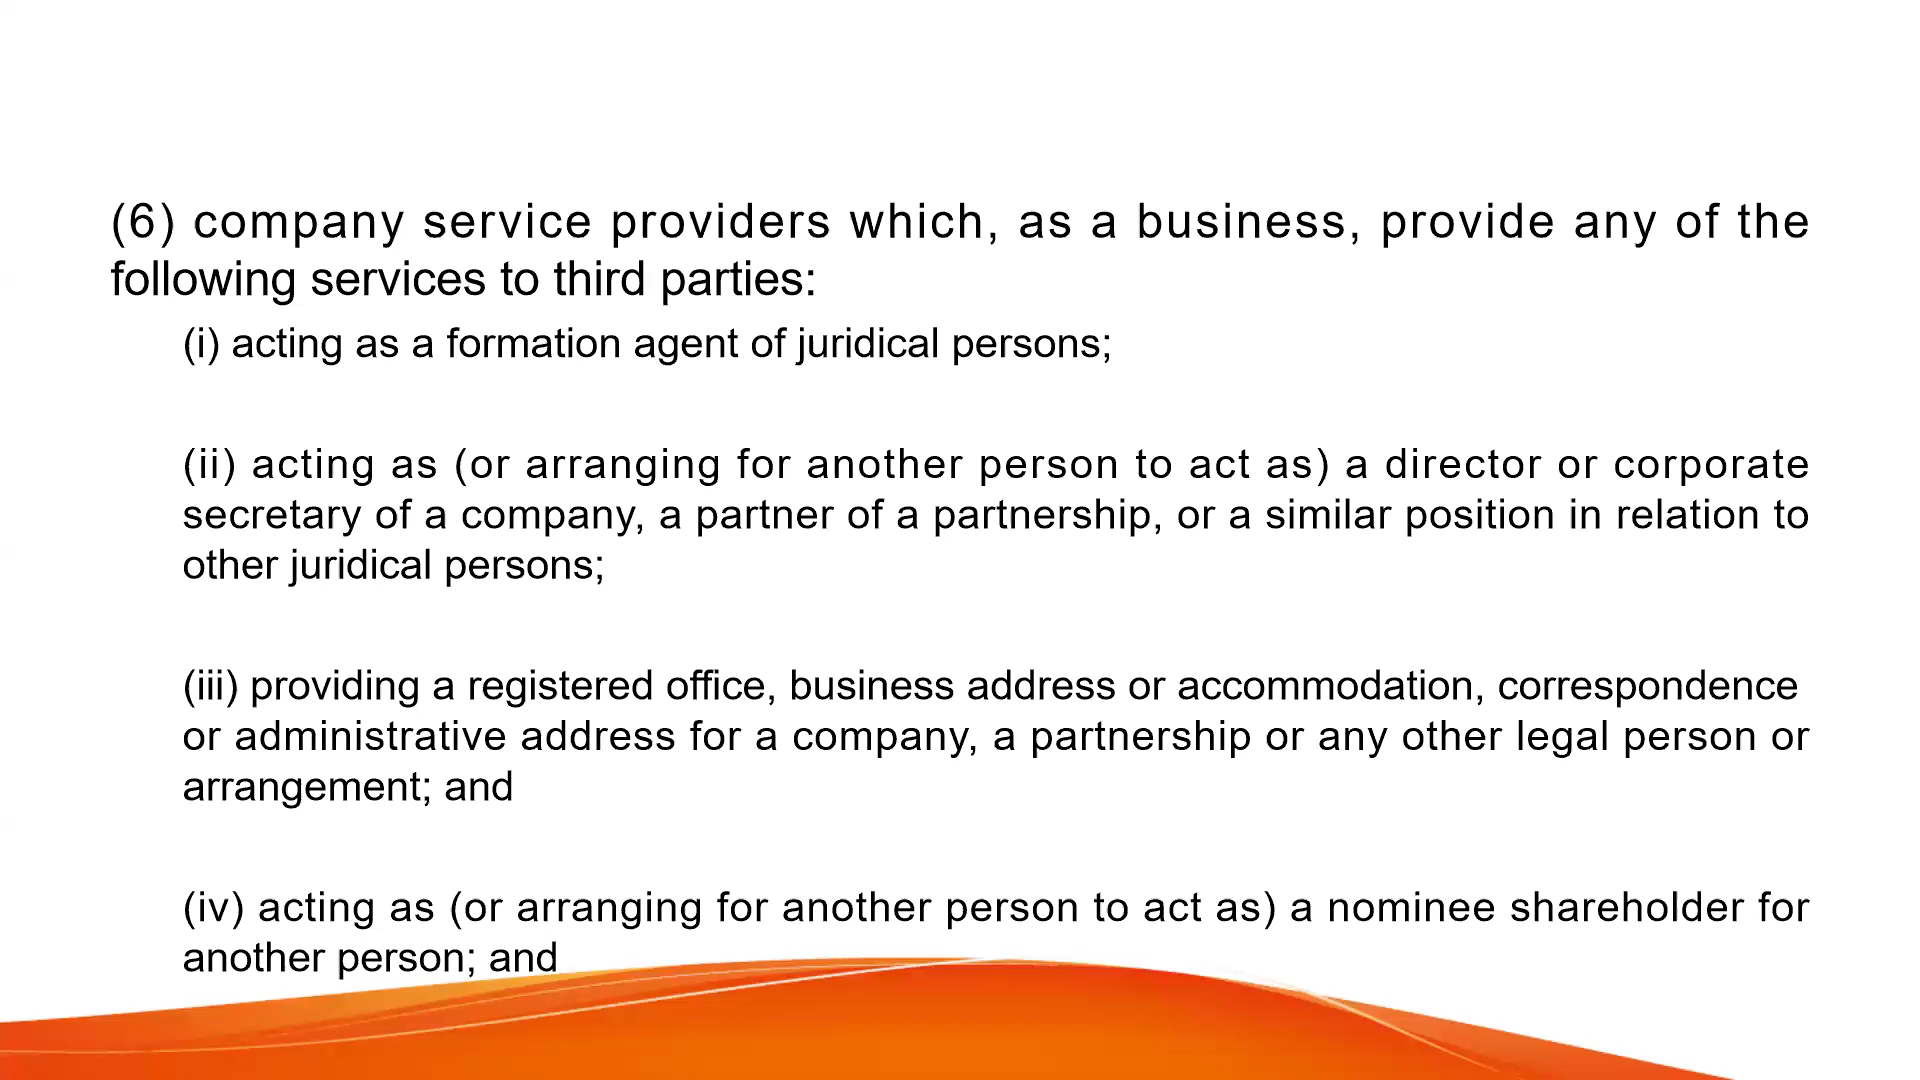 (6) company service providers which, as a business, provide any of the
following services to third parties:
(i) acting as a formation agent of juridical persons;
(ii) acting as (or arranging for another person to act as) a director or corporate
secretary of a company, a partner of a partnership, or a similar position in relation to
other juridical persons;
(iii) providing a registered office, business address or accommodation, correspondence
or administrative address for a company, a partnership or any other legal person or
arrangement; and
(iv) acting as (or arranging for another person to act as) a nominee shareholder for
another person; and